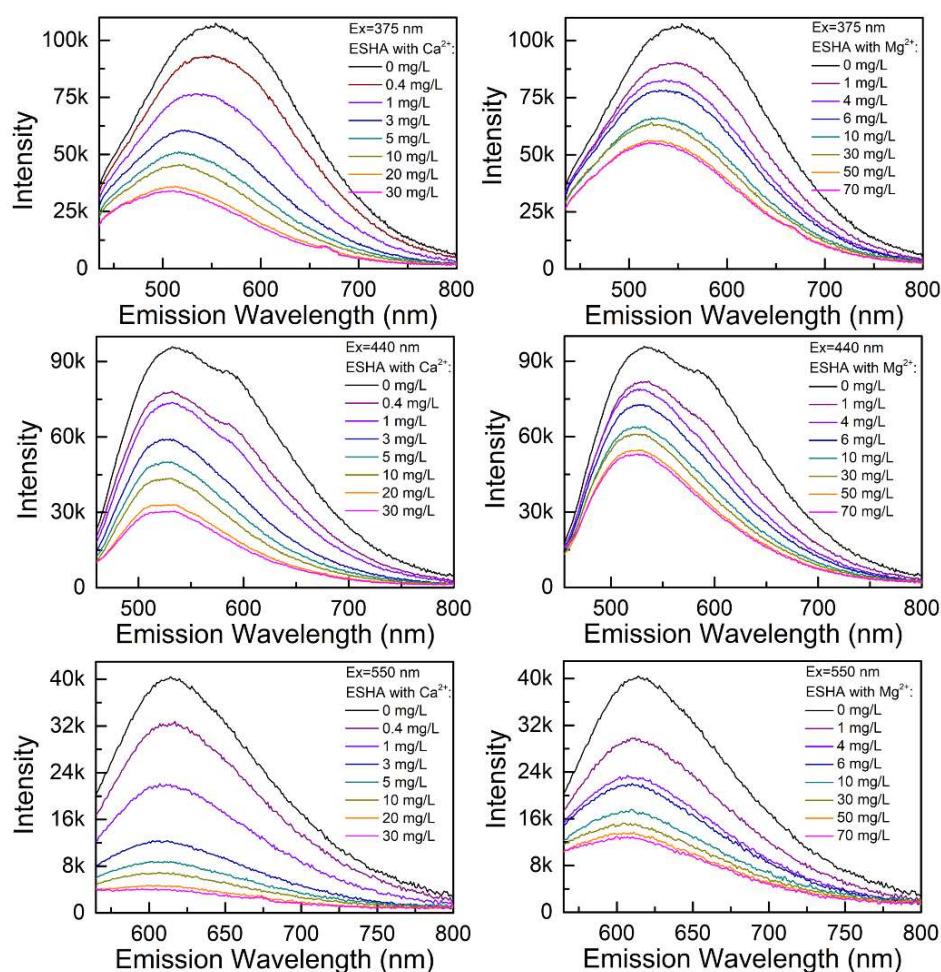 100k
75k
50k
25k
0
Intensity
500
600
700
800
Emission Wavelength (nm)
Ex=375 nm
ESHA with Ca²⁺:
0 mg/L
0.4 mg/L
1 mg/L
3 mg/L
5 mg/L
10 mg/L
20 mg/L
30 mg/L
100k
75k
50k
25k
0
Intensity
500
600
700
800
Emission Wavelength (nm)
Ex=375 nm
ESHA with Mg²⁺:
0 mg/L
1 mg/L
4 mg/L
6 mg/L
10 mg/L
30 mg/L
50 mg/L
70 mg/L
90k
60k
30k
0
Intensity
500
600
700
800
Emission Wavelength (nm)
Ex=440 nm
ESHA with Ca²⁺:
0 mg/L
0.4 mg/L
1 mg/L
3 mg/L
5 mg/L
10 mg/L
20 mg/L
30 mg/L
90k
60k
30k
0
Intensity
500
600
700
800
Emission Wavelength (nm)
Ex=440 nm
ESHA with Mg²⁺:
0 mg/L
1 mg/L
4 mg/L
6 mg/L
10 mg/L
30 mg/L
50 mg/L
70 mg/L
40k
32k
24k
16k
8k
0
Intensity
600
650
700
750
800
Emission Wavelength (nm)
Ex=550 nm
ESHA with Ca²⁺:
0 mg/L
0.4 mg/L
1 mg/L
3 mg/L
5 mg/L
10 mg/L
20 mg/L
30 mg/L
40k
32k
24k
16k
8k
0
Intensity
600
650
700
750
800
Emission Wavelength (nm)
Ex=550 nm
ESHA with Mg²⁺:
0 mg/L
1 mg/L
4 mg/L
6 mg/L
10 mg/L
30 mg/L
50 mg/L
70 mg/L